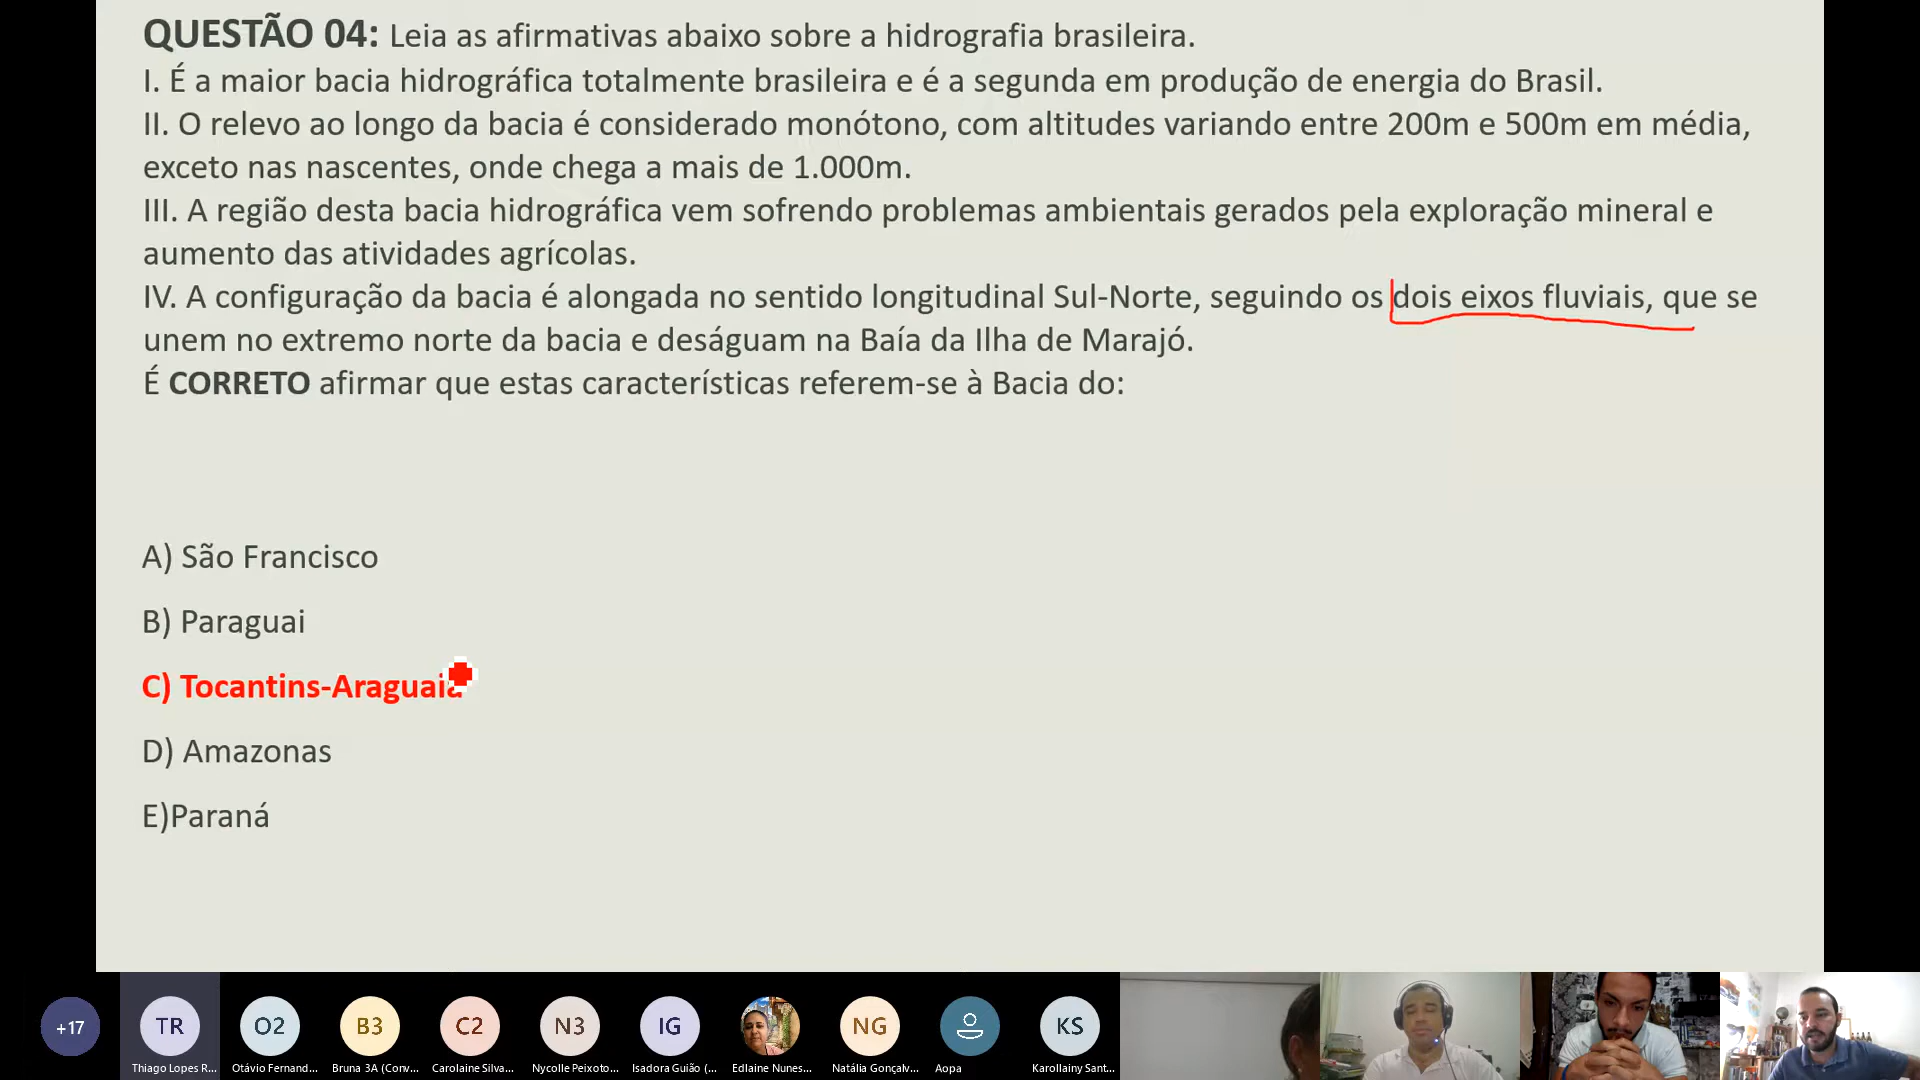 QUESTÃO 04: Leia as afirmativas abaixo sobre a hidrografia brasileira.
I. É a maior bacia hidrográfica totalmente brasileira e é a segunda em produção de energia do Brasil.
II. O relevo ao longo da bacia é considerado monótono, com altitudes variando entre 200m e 500m em média,
exceto nas nascentes, onde chega a mais de 1.000m.
III. A região desta bacia hidrográfica vem sofrendo problemas ambientais gerados pela exploração mineral e
aumento das atividades agrícolas.
IV. A configuração da bacia é alongada no sentido longitudinal Sul-Norte, seguindo os dois eixos fluviais, que se
unem no extremo norte da bacia e deságuam na Baía da Ilha de Marajó.
É CORRETO afirmar que estas características referem-se à Bacia do:
A) São Francisco
B) Paraguai
C) Tocantins-Araguaia
D) Amazonas
E)Paraná
+17 TR O2 B3 C2 N3 IG NG KS
Thiago Lopes R... Otávio Fernand... Bruna 3A (Conv... Carolaine Silva... Nycolle Peixoto... Isadora Guião (... Edlaine Nunes... Natália Gonçalv... Aopa Karollainy Sant...